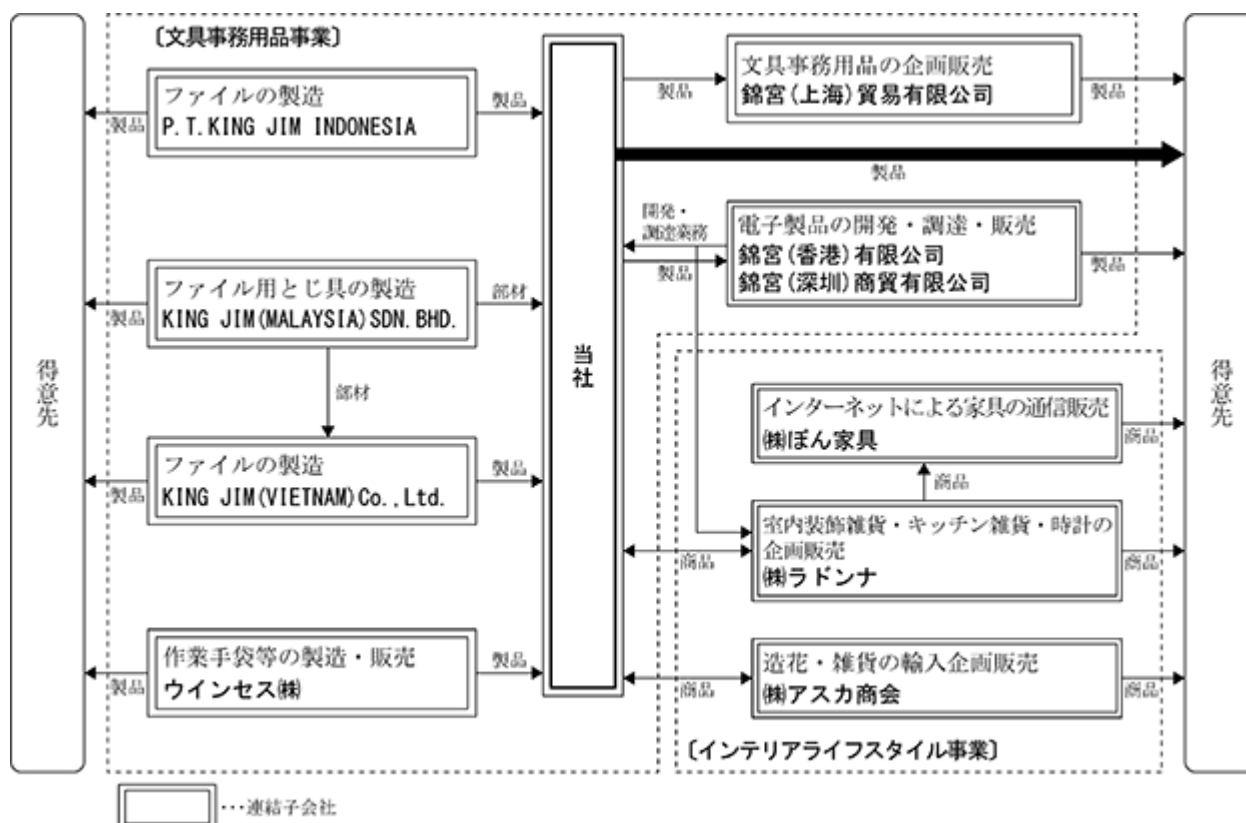 〔文具事務用品事業〕
得意先
ファイルの製造
P.T.KING JIM INDONESIA
製品
製品
ファイル用とじ具の製造
KING JIM(MALAYSIA)SDN.BHD.
製品
部材
部材
ファイルの製造
KING JIM(VIETNAM)Co.,Ltd.
製品
製品
作業手袋等の製造・販売
ウインセス㈱
製品
製品
当社
文具事務用品の企画販売
錦宮(上海)貿易有限公司
製品
製品
製品
開発・
調達業務
製品
電子製品の開発・調達・販売
錦宮(香港)有限公司
錦宮(深圳)商貿有限公司
製品
インターネットによる家具の通信販売
㈱ぼん家具
商品
商品
室内装飾雑貨・キッチン雑貨・時計の
企画販売
㈱ラドンナ
商品
商品
造花・雑貨の輸入企画販売
㈱アスカ商会
商品
商品
〔インテリアライフスタイル事業〕
得意先
…連結子会社